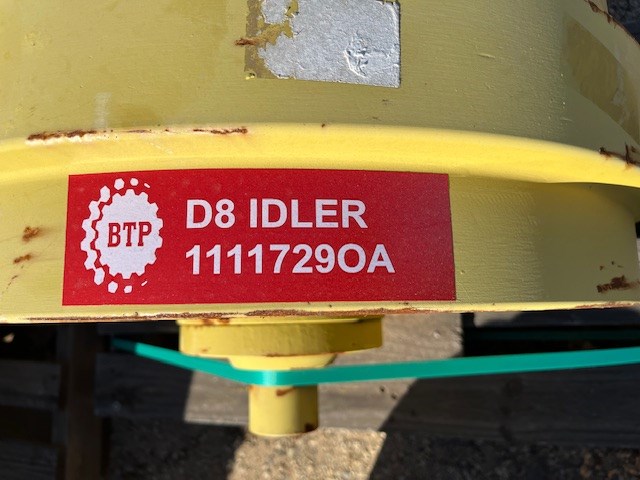 BTP
D8 IDLER
1111729OA